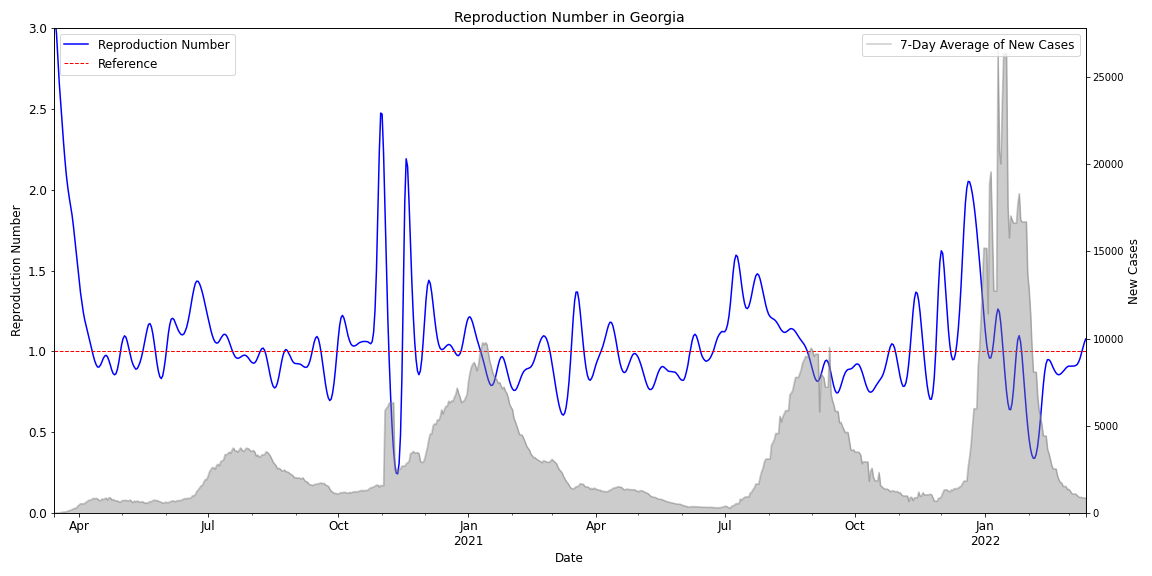 Reproduction Number in Georgia
Reproduction Number
Reference
7-Day Average of New Cases
3.0
2.5
2.0
1.5
1.0
0.5
0.0
Reproduction Number
25000
20000
15000
10000
5000
0
New Cases
Apr
Jul
Oct
Jan
2021
Apr
Jul
Oct
Jan
2022
Date